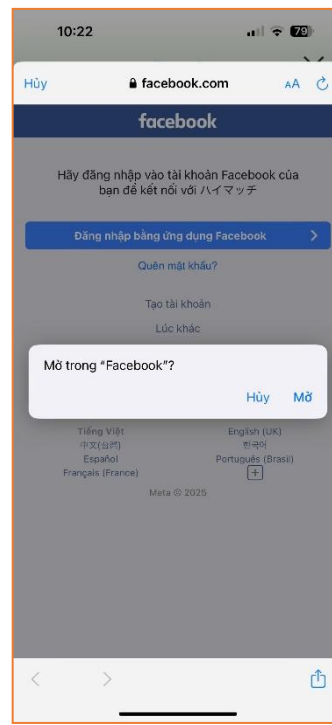 10:22
79
Hủy
facebook.com
AA
facebook
Hãy đăng nhập vào tài khoản Facebook của
bạn để kết nối với ハイマッチ
Đăng nhập bằng ứng dụng Facebook
Quên mật khẩu?
Tạo tài khoản
Lúc khác
Mở trong “Facebook”?
Hủy
Mở
Tiếng Việt
English (UK)
中文(台灣)
한국어
Español
Português (Brasil)
Français (France)
Meta © 2025